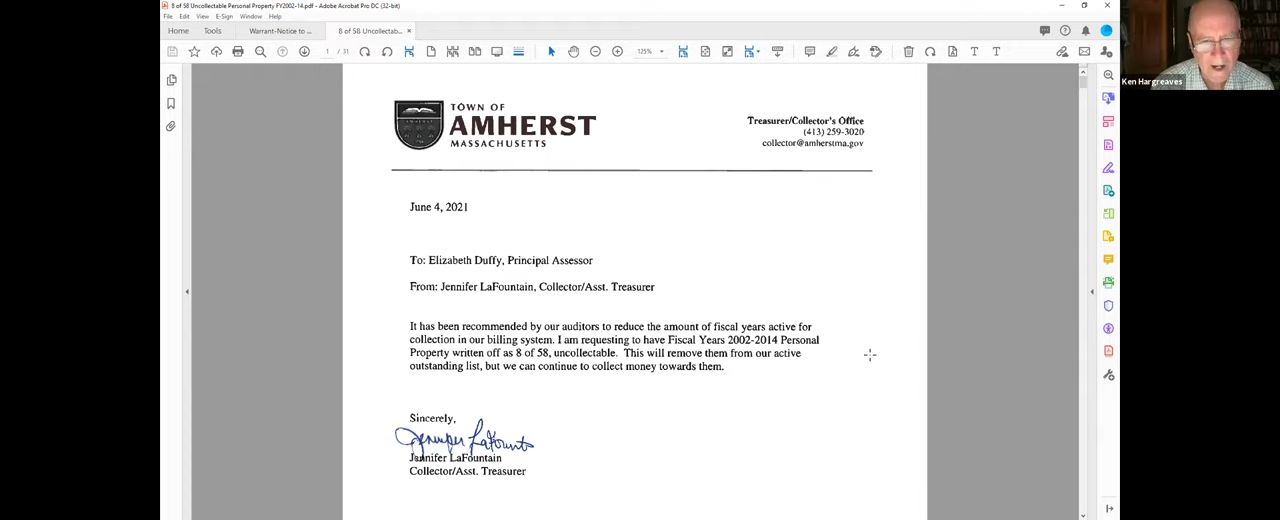 8 of 58 Uncollectable Personal Property FY2002-14.pdf - Adobe Acrobat Pro DC (32-bit)
File Edit View E-Sign Window Help
Home Tools Warrant-Notice to ... 8 of 58 Uncollectab... ×
1 / 31 125%
Ken Hargreaves
TOWN OF
AMHERST
MASSACHUSETTS
Treasurer/Collector's Office
(413) 259-3020
collector@amherstma.gov
June 4, 2021
To: Elizabeth Duffy, Principal Assessor
From: Jennifer LaFountain, Collector/Asst. Treasurer
It has been recommended by our auditors to reduce the amount of fiscal years active for
collection in our billing system. I am requesting to have Fiscal Years 2002-2014 Personal
Property written off as 8 of 58, uncollectable. This will remove them from our active
outstanding list, but we can continue to collect money towards them.
Sincerely,
Jennifer LaFountain
Jennifer LaFountain
Collector/Asst. Treasurer